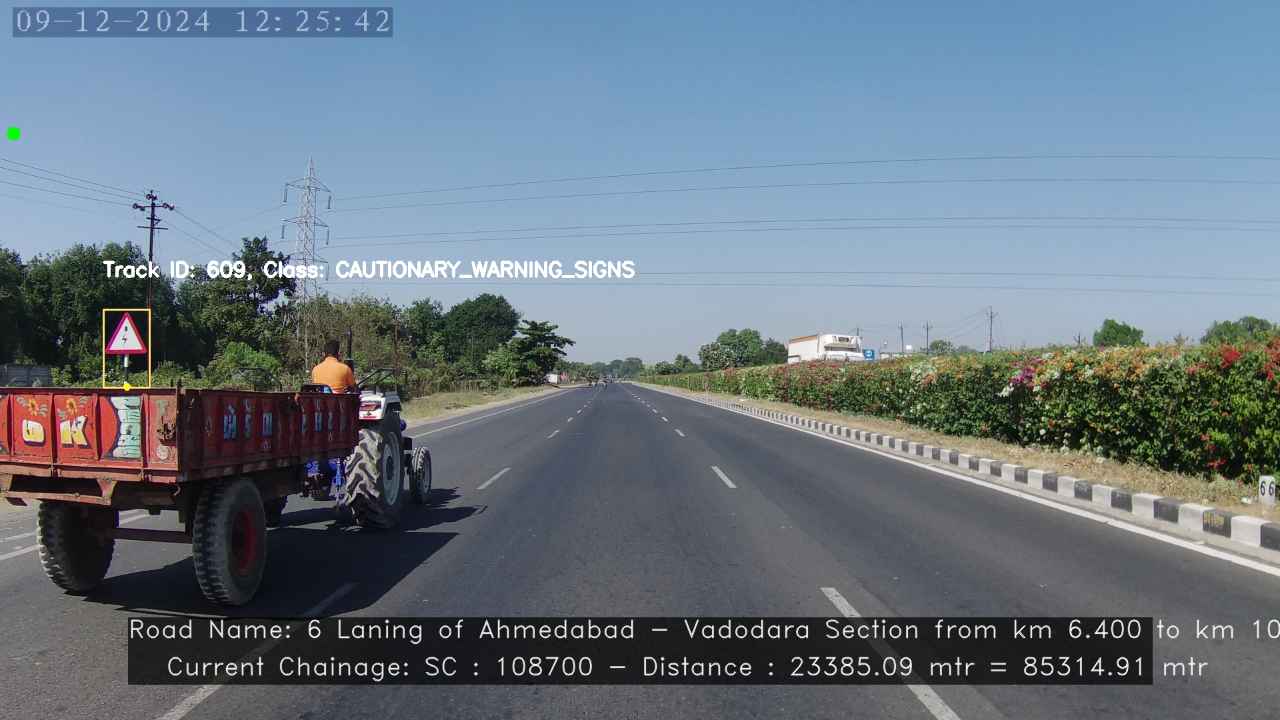 09-12-2024 12:25:42
Track ID: 609, Class: CAUTIONARY_WARNING_SIGNS
66
Road Name: 6 Laning of Ahmedabad - Vadodara Section from km 6.400 to km 10
Current Chainage: SC : 108700 - Distance : 23385.09 mtr = 85314.91 mtr